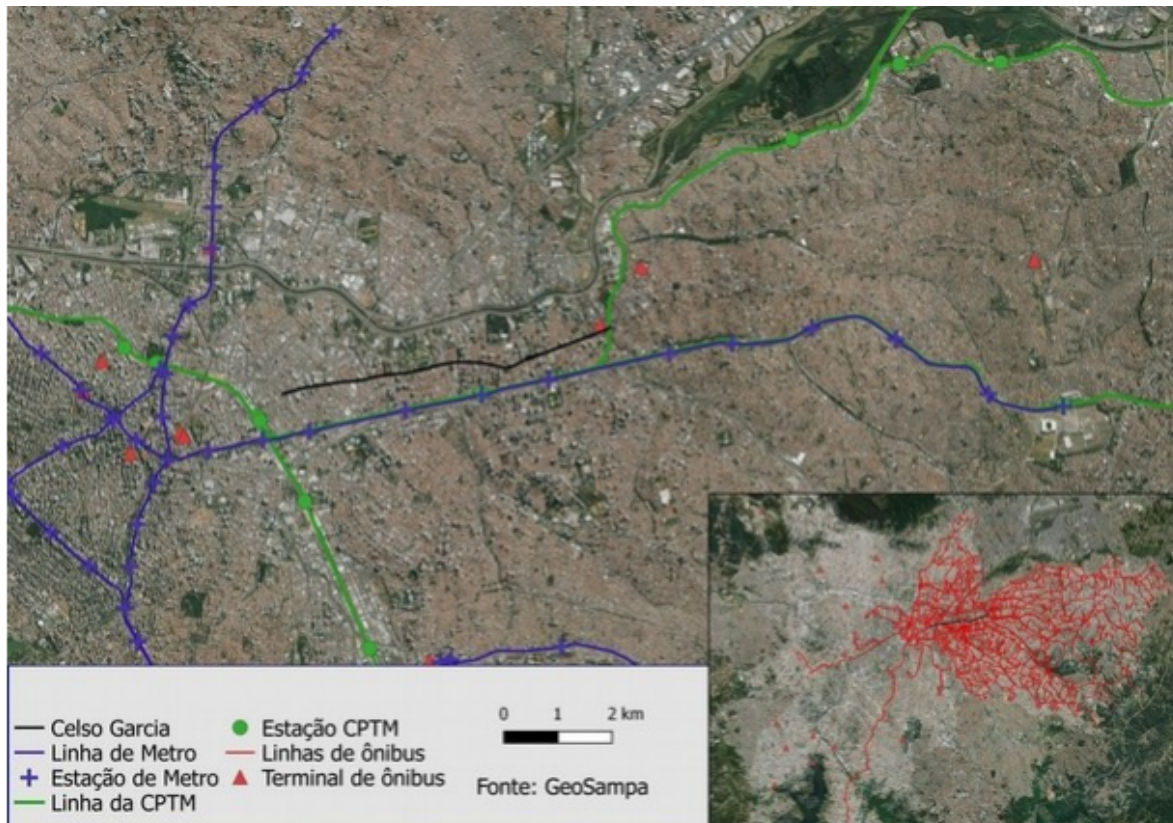 Celso Garcia
Linha de Metro
Estação de Metro
Linha da CPTM
Estação CPTM
Linhas de ônibus
Terminal de ônibus
0 1 2 km
Fonte: GeoSampa